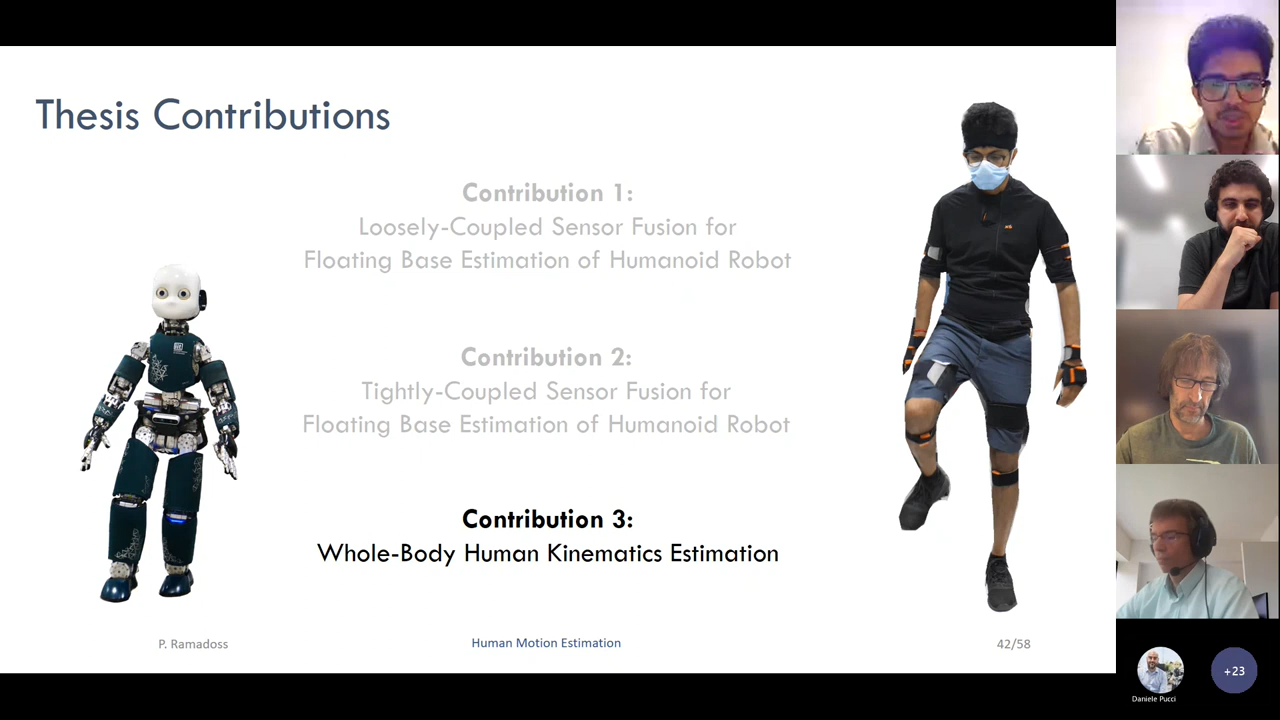 Thesis Contributions
Contribution 1:
Loosely-Coupled Sensor Fusion for
Floating Base Estimation of Humanoid Robot
Contribution 2:
Tightly-Coupled Sensor Fusion for
Floating Base Estimation of Humanoid Robot
Contribution 3:
Whole-Body Human Kinematics Estimation
P. Ramadoss
Human Motion Estimation
42/58
Daniele Pucci
+23